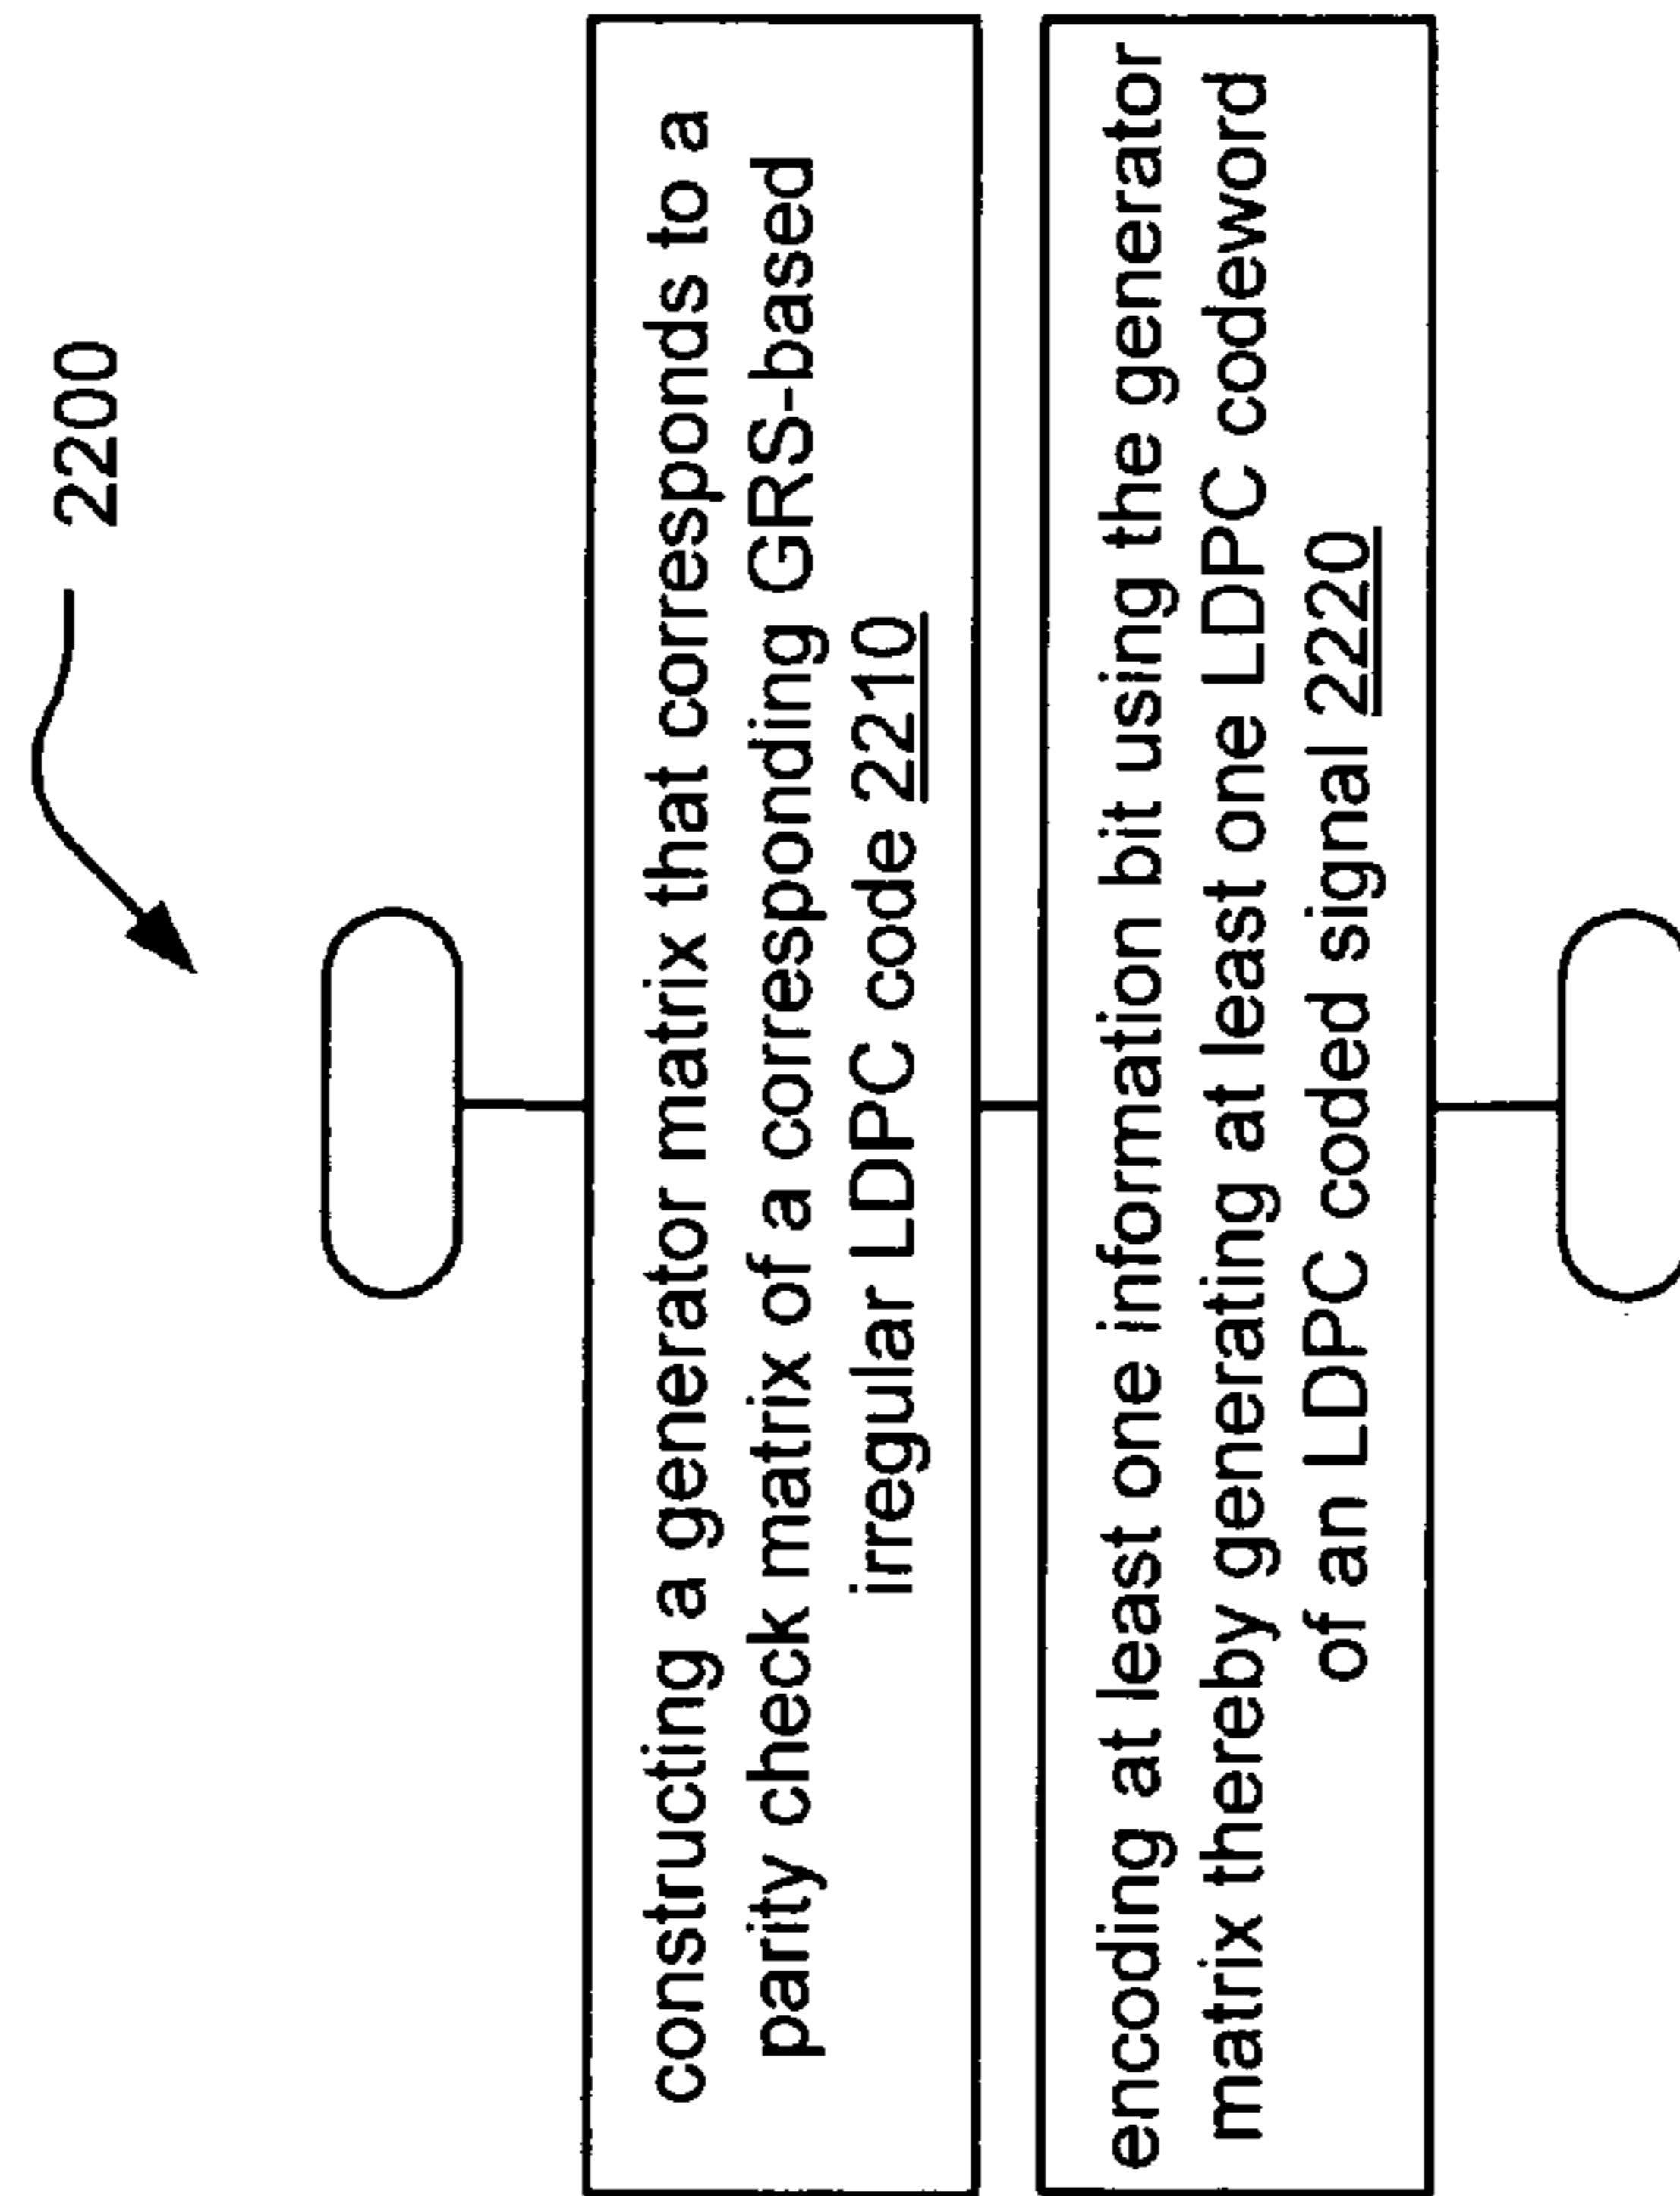 2200
constructing a generator matrix that corresponds to a
parity check matrix of a corresponding GRS-based
irregular LDPC code 2210
encoding at least one information bit using the generator
matrix thereby generating at least one LDPC codeword
of an LDPC coded signal 2220